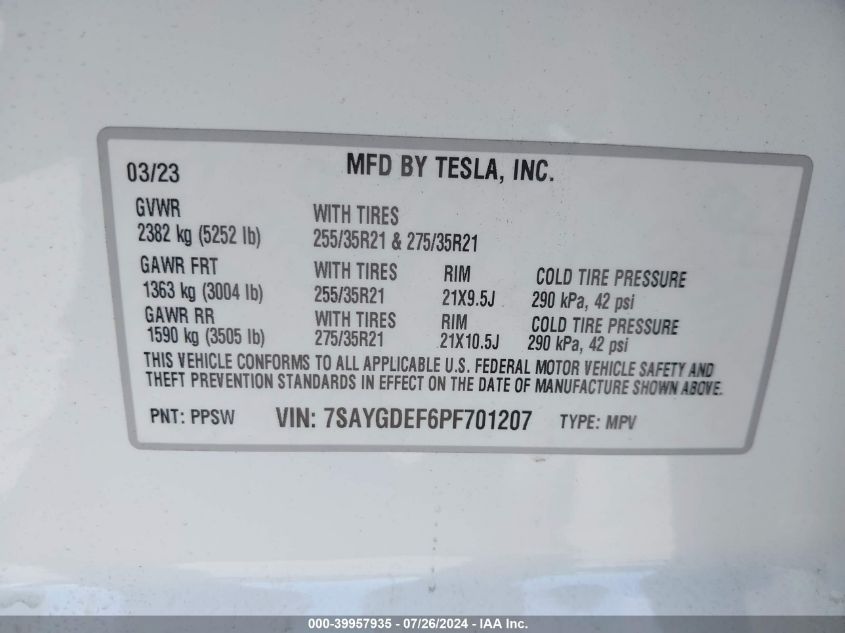 03/23 MFD BY TESLA, INC.
GVWR WITH TIRES
2382 kg (5252 lb) 255/35R21 & 275/35R21
GAWR FRT WITH TIRES RIM COLD TIRE PRESSURE
1363 kg (3004 lb) 255/35R21 21X9.5J 290 kPa, 42 psi
GAWR RR WITH TIRES RIM COLD TIRE PRESSURE
1590 kg (3505 lb) 275/35R21 21X10.5J 290 kPa, 42 psi
THIS VEHICLE CONFORMS TO ALL APPLICABLE U.S. FEDERAL MOTOR VEHICLE SAFETY AND
THEFT PREVENTION STANDARDS IN EFFECT ON THE DATE OF MANUFACTURE SHOWN ABOVE.
PNT: PPSW VIN: 7SAYGDEF6PF701207 TYPE: MPV
000-39957935 - 07/26/2024 - IAA Inc.